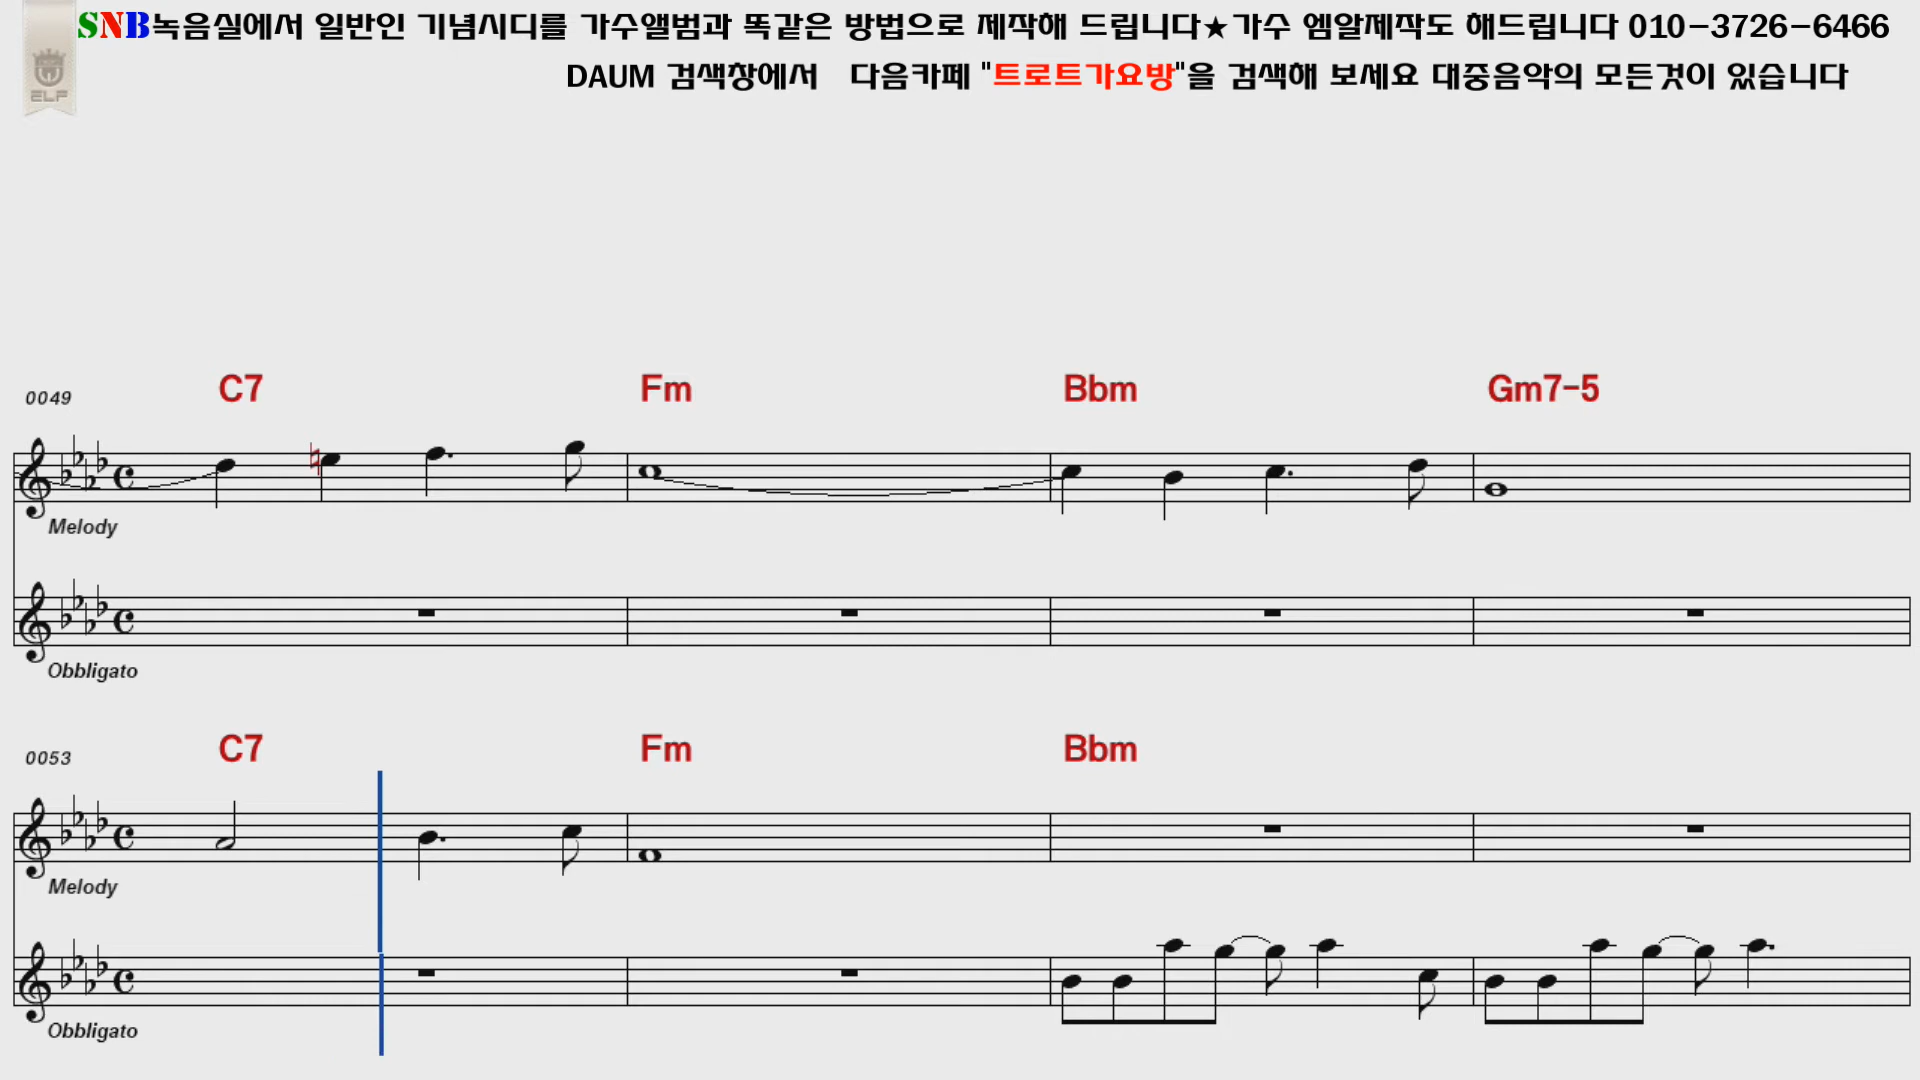 SNB녹음실에서 일반인 기념시디를 가수앨범과 똑같은 방법으로 제작해 드립니다★가수 엠알제작도 해드립니다 010-3726-6466
ELF
DAUM 검색창에서 다음카페 "트로트가요방"을 검색해 보세요 대중음악의 모든것이 있습니다
0049 C7 Fm Bbm Gm7-5
Melody
Obbligato
0053 C7 Fm Bbm
Melody
Obbligato